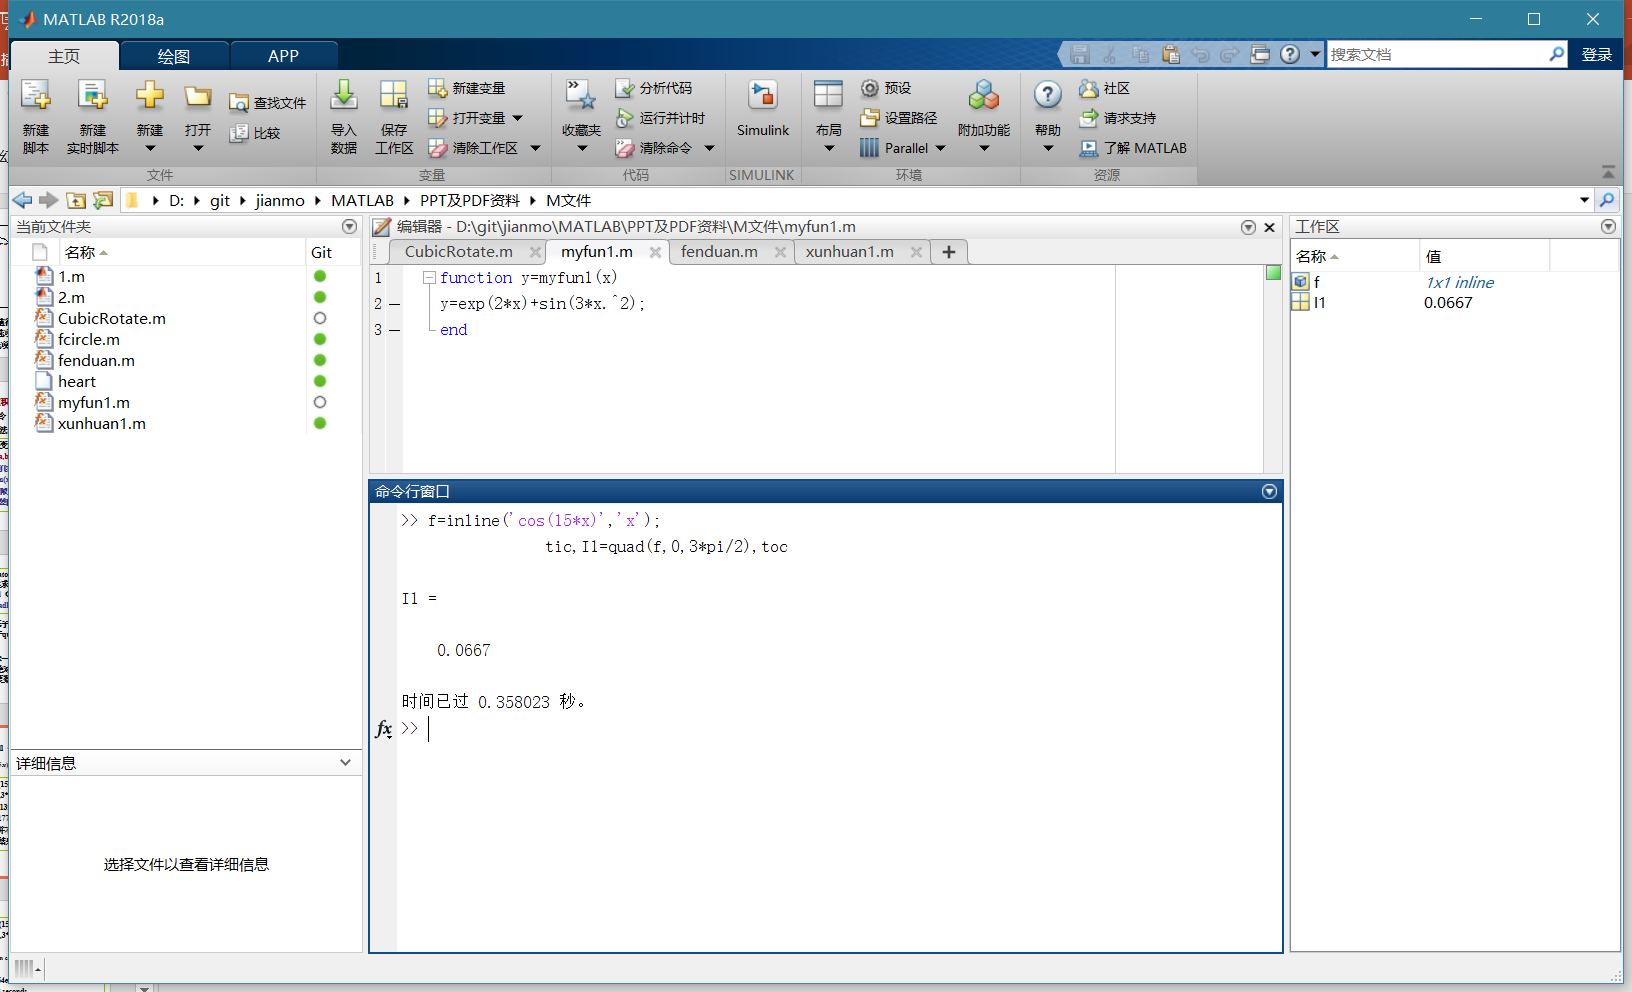 MATLAB R2018a
主页
绘图
APP
搜索文档
登录
新建
脚本
新建
实时脚本
新建
打开
查找文件
比较
文件
导入
数据
保存
工作区
新建变量
打开变量
清除工作区
变量
收藏夹
分析代码
运行并计时
清除命令
代码
Simulink
SIMULINK
布局
预设
设置路径
Parallel
附加功能
环境
帮助
社区
请求支持
了解 MATLAB
资源
D:
git
jianmo
MATLAB
PPT及PDF资料
M文件
当前文件夹
名称
Git
1.m
2.m
CubicRotate.m
fcircle.m
fenduan.m
heart
myfun1.m
xunhuan1.m
详细信息
选择文件以查看详细信息
编辑器 - D:\git\jianmo\MATLAB\PPT及PDF资料\M文件\myfun1.m
CubicRotate.m
myfun1.m
fenduan.m
xunhuan1.m
1 function y=myfun1(x)
2 y=exp(2*x)+sin(3*x.^2);
3 end
命令行窗口
>> f=inline('cos(15*x)','x');
tic,I1=quad(f,0,3*pi/2),toc
I1 =
0.0667
时间已过 0.358023 秒。
fx >>
工作区
名称
值
f
1x1 inline
I1
0.0667